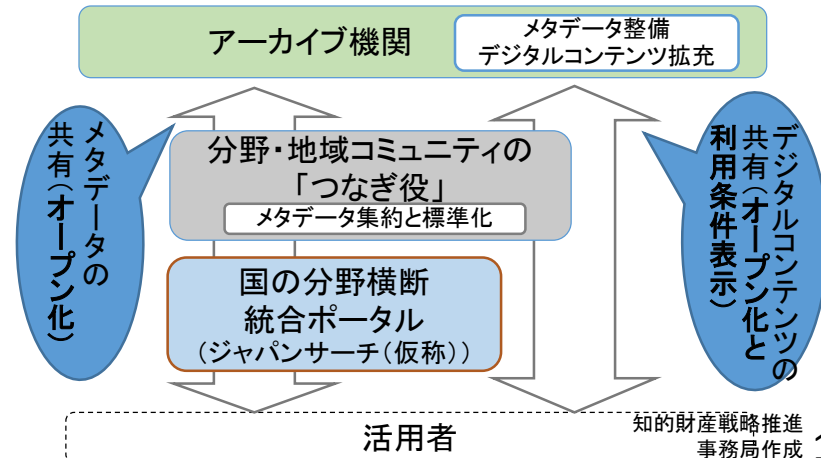 アーカイブ機関
メタデータ整備
デジタルコンテンツ拡充
メタデータの
共有(オープン化)
分野・地域コミュニティの
「つなぎ役」
メタデータ集約と標準化
デジタルコンテンツの
共有(オープン化と
利用条件表示)
国の分野横断
統合ポータル
(ジャパンサーチ(仮称))
活用者
知的財産戦略推進
事務局作成